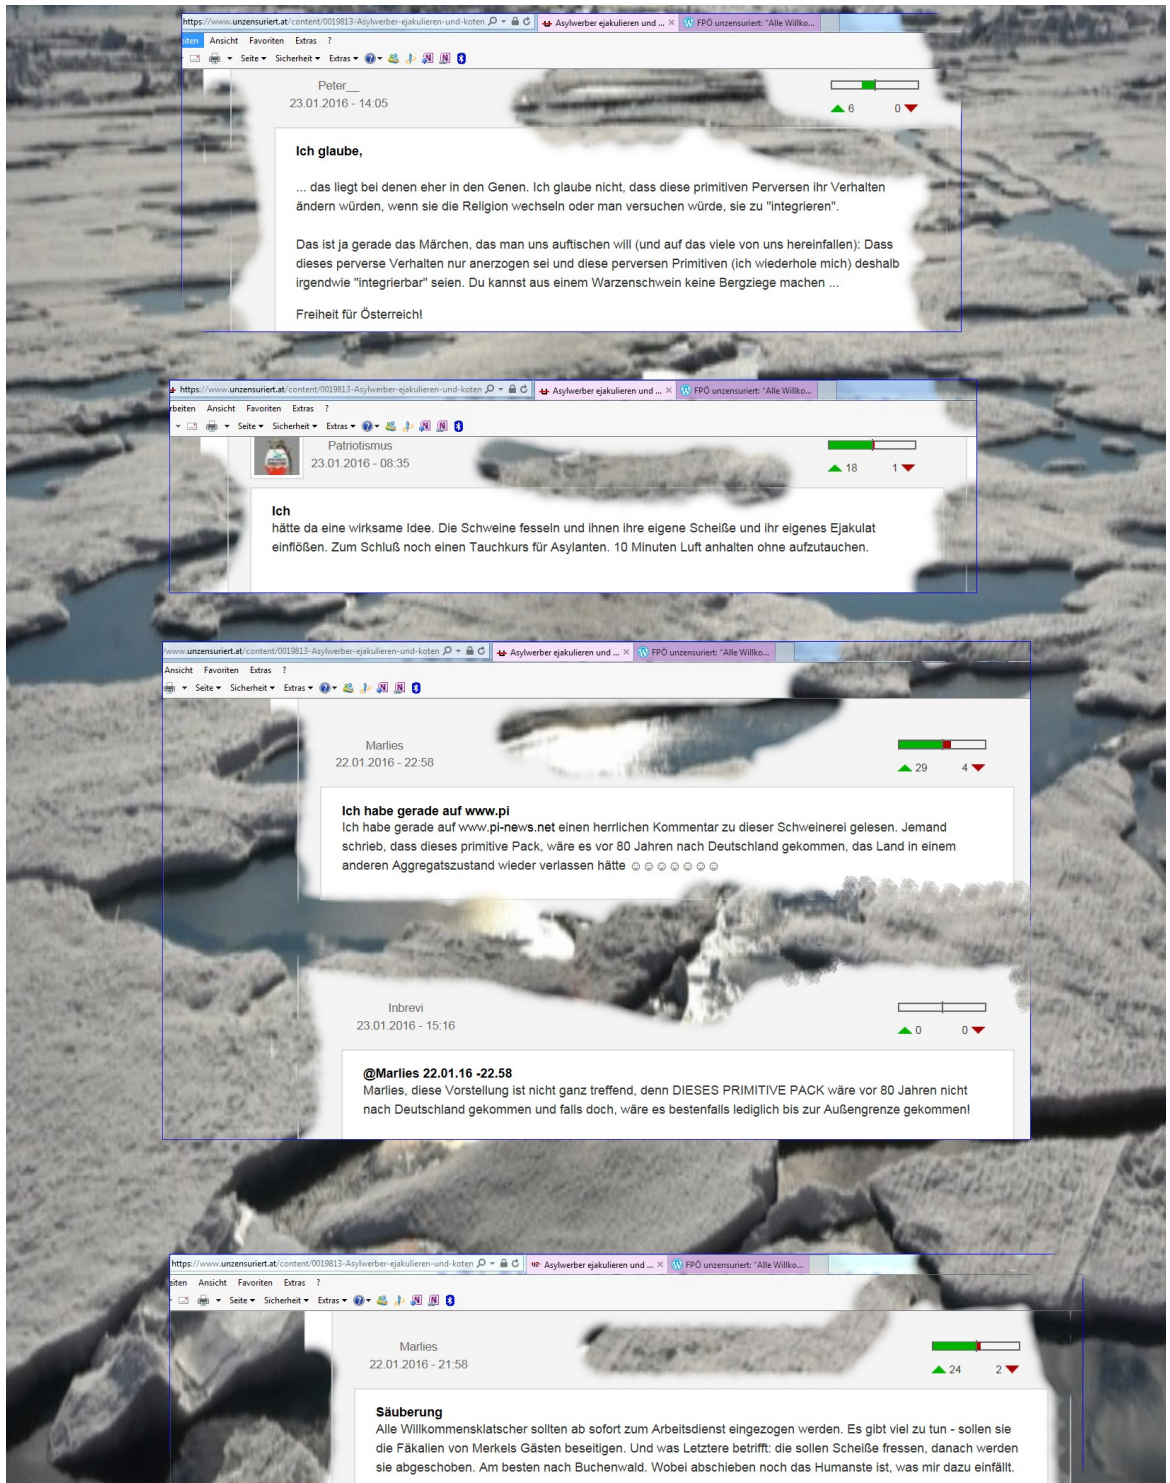 https://www.unzensuriert.at/content/0019813-Asylwerber-ejakulieren-und-koten
Asylwerber ejakulieren und ... ×
FPÖ unzensuriert: "Alle Willko...
eiten Ansicht Favoriten Extras ?
Seite Sicherheit Extras
Peter__
23.01.2016 - 14:05
6 0
Ich glaube,
... das liegt bei denen eher in den Genen. Ich glaube nicht, dass diese primitiven Perversen ihr Verhalten
ändern würden, wenn sie die Religion wechseln oder man versuchen würde, sie zu "integrieren".
Das ist ja gerade das Märchen, das man uns auftischen will (und auf das viele von uns hereinfallen): Dass
dieses perverse Verhalten nur anerzogen sei und diese perversen Primitiven (ich wiederhole mich) deshalb
irgendwie "integrierbar" seien. Du kannst aus einem Warzenschwein keine Bergziege machen ...
Freiheit für Österreich!
https://www.unzensuriert.at/content/0019813-Asylwerber-ejakulieren-und-koten
Asylwerber ejakulieren und ... ×
FPÖ unzensuriert: "Alle Willko...
rbeiten Ansicht Favoriten Extras ?
Seite Sicherheit Extras
Patriotismus
23.01.2016 - 08:35
18 1
Ich
hätte da eine wirksame Idee. Die Schweine fesseln und ihnen ihre eigene Scheiße und ihr eigenes Ejakulat
einflößen. Zum Schluß noch einen Tauchkurs für Asylanten. 10 Minuten Luft anhalten ohne aufzutauchen.
/www.unzensuriert.at/content/0019813-Asylwerber-ejakulieren-und-koten
Asylwerber ejakulieren und ... ×
FPÖ unzensuriert: "Alle Willko...
Ansicht Favoriten Extras ?
Seite Sicherheit Extras
Marlies
22.01.2016 - 22:58
29 4
Ich habe gerade auf www.pi
Ich habe gerade auf www.pi-news.net einen herrlichen Kommentar zu dieser Schweinerei gelesen. Jemand
schrieb, dass dieses primitive Pack, wäre es vor 80 Jahren nach Deutschland gekommen, das Land in einem
anderen Aggregatszustand wieder verlassen hätte ☺☺☺☺☺☺☺
Inbrevi
23.01.2016 - 15:16
0 0
@Marlies 22.01.16 -22.58
Marlies, diese Vorstellung ist nicht ganz treffend, denn DIESES PRIMITIVE PACK wäre vor 80 Jahren nicht
nach Deutschland gekommen und falls doch, wäre es bestenfalls lediglich bis zur Außengrenze gekommen!
https://www.unzensuriert.at/content/0019813-Asylwerber-ejakulieren-und-koten
Asylwerber ejakulieren und ... ×
FPÖ unzensuriert: "Alle Willko...
eiten Ansicht Favoriten Extras ?
Seite Sicherheit Extras
Marlies
22.01.2016 - 21:58
24 2
Säuberung
Alle Willkommensklatscher sollten ab sofort zum Arbeitsdienst eingezogen werden. Es gibt viel zu tun - sollen sie
die Fäkalien von Merkels Gästen beseitigen. Und was Letztere betrifft: die sollen Scheiße fressen, danach werden
sie abgeschoben. Am besten nach Buchenwald. Wobei abschieben noch das Humanste ist, was mir dazu einfällt.